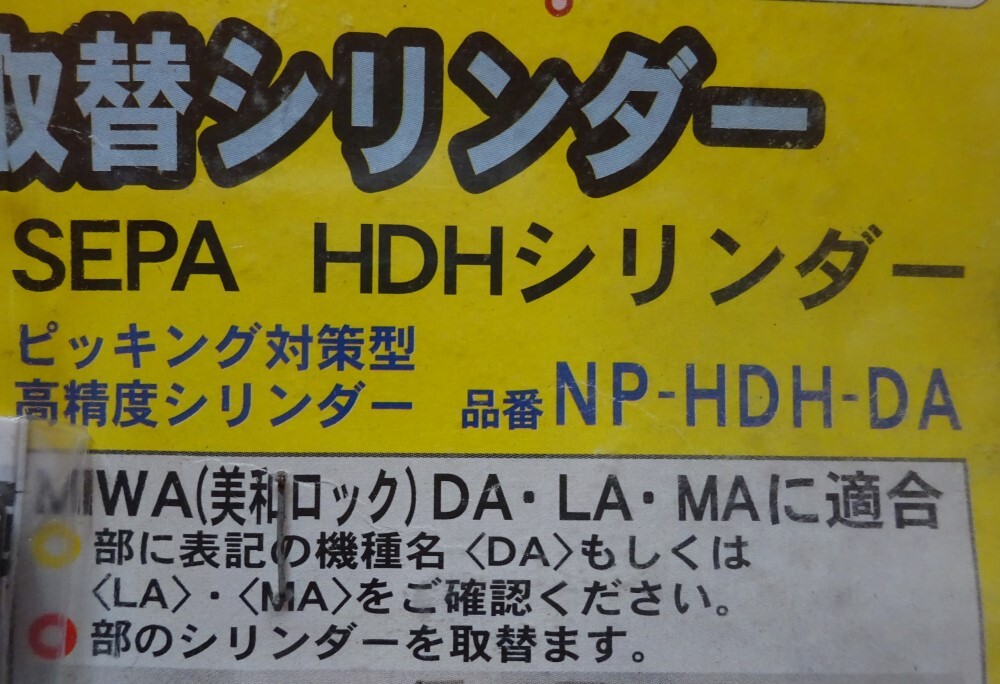 取替シリンダー
SEPA HDHシリンダー
ピッキング対策型
高精度シリンダー 品番 NP-HDH-DA
MIWA(美和ロック)DA・LA・MAに適合
部に表記の機種名〈DA〉もしくは
〈LA〉・〈MA〉をご確認ください。
部のシリンダーを取替ます。